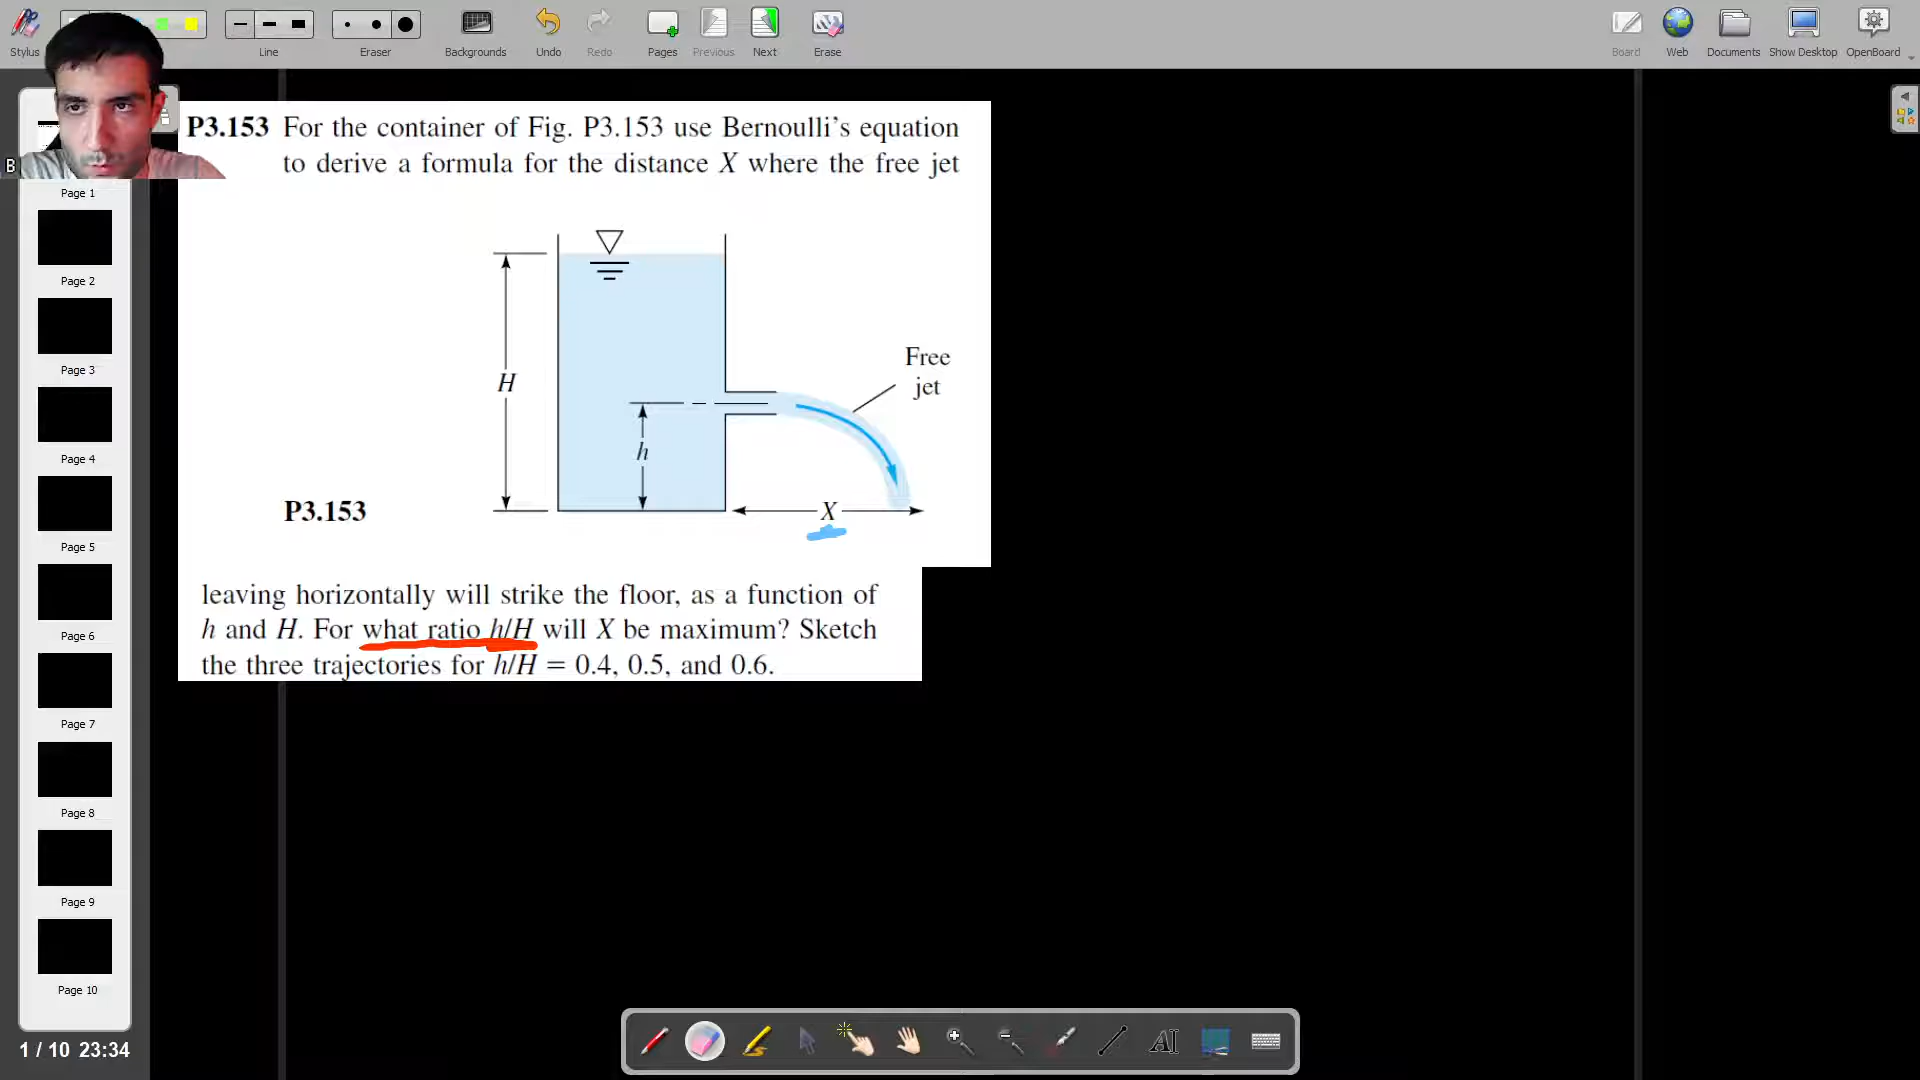 Stylus
Line
Eraser
Backgrounds
Undo
Redo
Pages
Previous
Next
Erase
Board
Web
Documents
Show Desktop
OpenBoard
B
Page 1
Page 2
Page 3
Page 4
Page 5
Page 6
Page 7
Page 8
Page 9
Page 10
1 / 10 23:34
P3.153 For the container of Fig. P3.153 use Bernoulli's equation
to derive a formula for the distance X where the free jet
H
h
Free
jet
X
P3.153
leaving horizontally will strike the floor, as a function of
h and H. For what ratio h/H will X be maximum? Sketch
the three trajectories for h/H = 0.4, 0.5, and 0.6.
AI